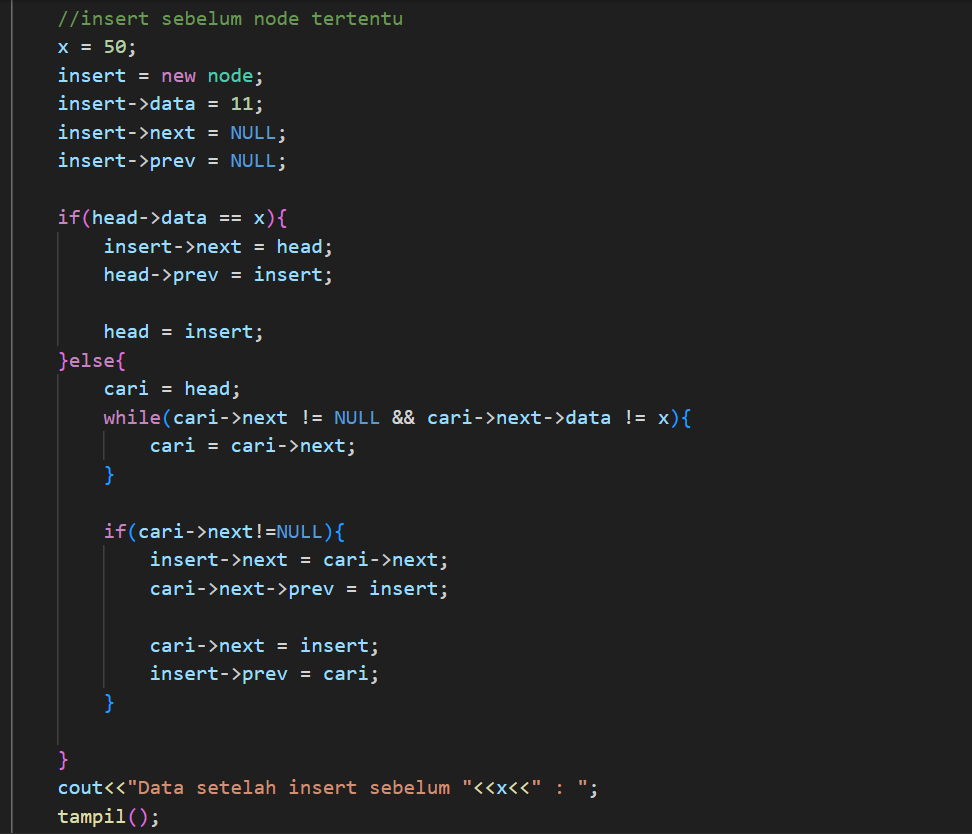 //insert sebelum node tertentu
x = 50;
insert = new node;
insert->data = 11;
insert->next = NULL;
insert->prev = NULL;
if(head->data == x){
insert->next = head;
head->prev = insert;
head = insert;
}else{
cari = head;
while(cari->next != NULL && cari->next->data != x){
cari = cari->next;
}
if(cari->next!=NULL){
insert->next = cari->next;
cari->next->prev = insert;
cari->next = insert;
insert->prev = cari;
}
}
cout<<"Data setelah insert sebelum "<<x<<" : ";
tampil();